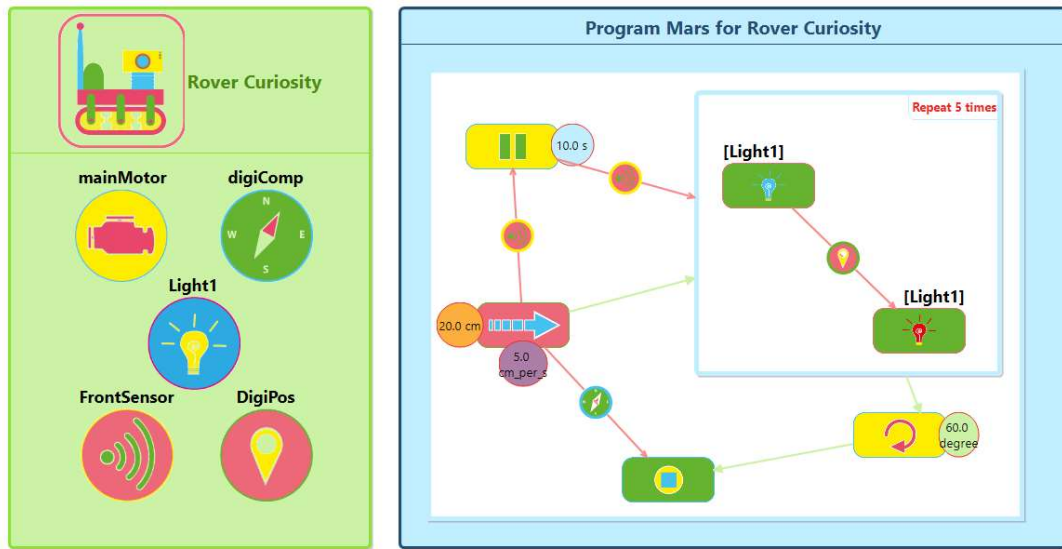 Rover Curiosity
mainMotor
digiComp
N
W
E
S
Light1
FrontSensor
DigiPos
Program Mars for Rover Curiosity
Repeat 5 times
10.0 s
[Light1]
[Light1]
20.0 cm
5.0
cm_per_s
60.0
degree